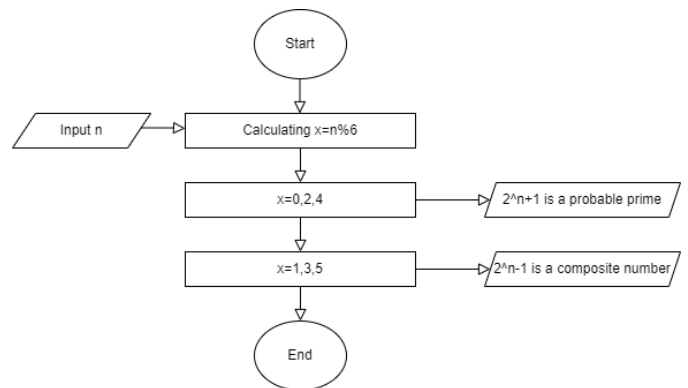 Start
Input n
Calculating x=n%6
x=0,2,4
2^n+1 is a probable prime
x=1,3,5
2^n-1 is a composite number
End